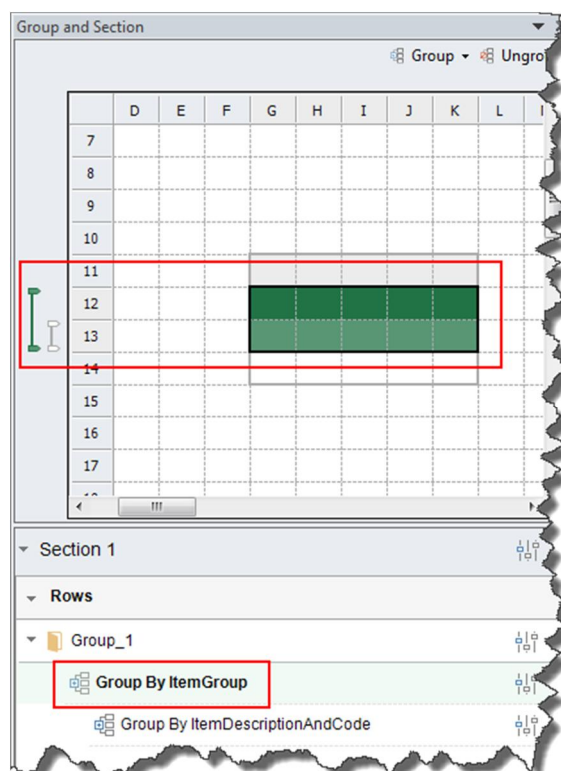 Group and Section
Group Ungro
D E F G H I J K L
7
8
9
10
11
12
13
14
15
16
17
Section 1
Rows
Group_1
Group By ItemGroup
Group By ItemDescriptionAndCode